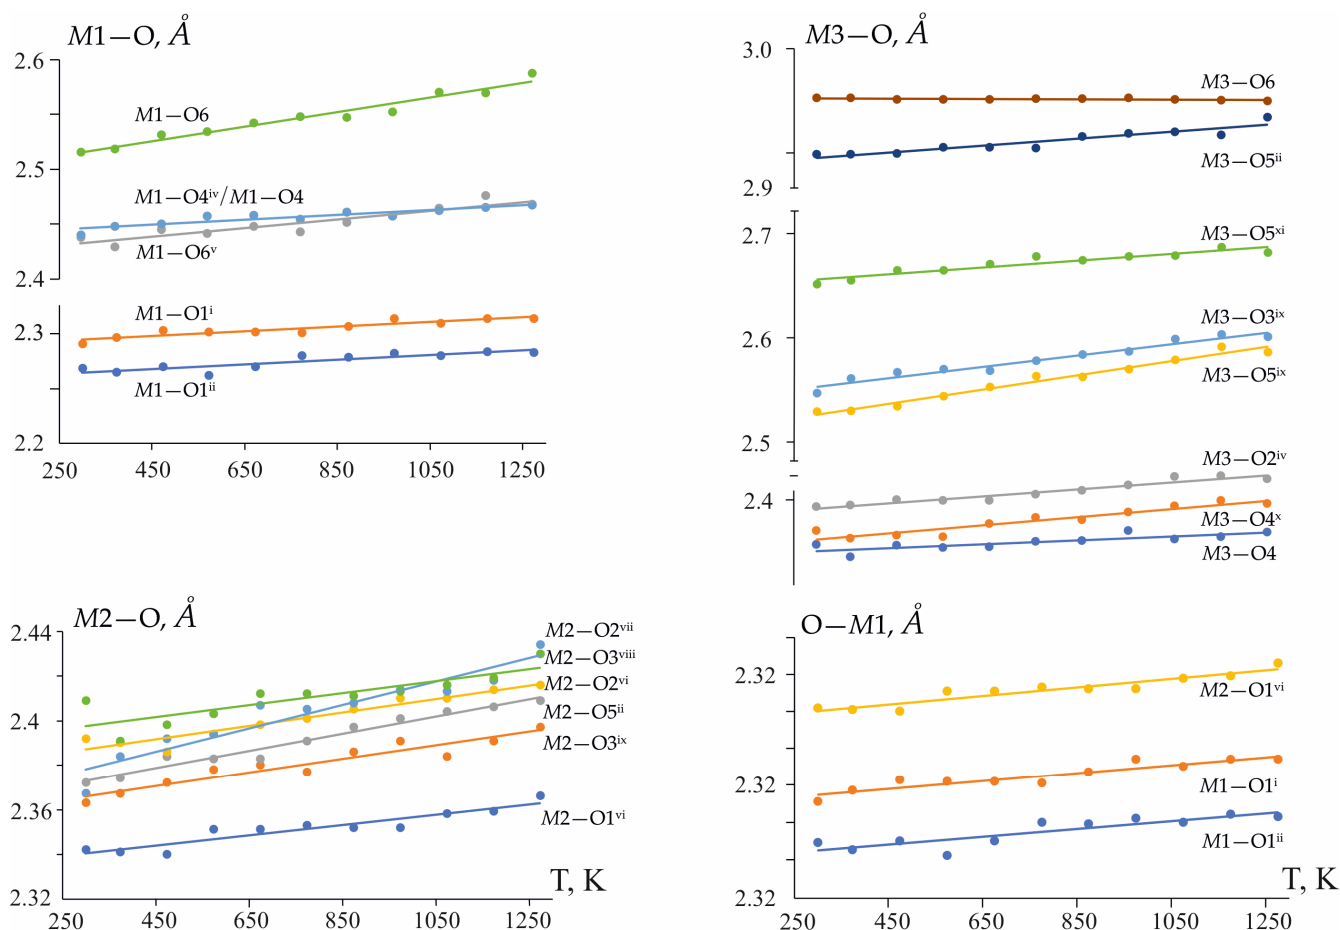 M1—O, Å
2.6
M1—O6
2.5
M1—O4ⁱᵛ/M1—O4
M1—O6ᵛ
2.4
M1—O1ⁱ
2.3
M1—O1ⁱⁱ
2.2
250 450 650 850 1050 1250
M3—O, Å
3.0
M3—O6
M3—O5ⁱⁱ
2.9
2.7
M3—O5ˣⁱ
M3—O3ⁱˣ
2.6
M3—O5ⁱˣ
2.5
M3—O2ⁱᵛ
2.4
M3—O4ˣ
M3—O4
M2—O, Å
2.44
M2—O2ᵛⁱⁱ
M2—O3ᵛⁱⁱⁱ
M2—O2ᵛⁱ
M2—O5ⁱⁱ
2.4
M2—O3ⁱˣ
2.36
M2—O1ᵛⁱ
T, K
2.32
250 450 650 850 1050 1250
O—M1, Å
2.32
M2—O1ᵛⁱ
2.32
M1—O1ⁱ
M1—O1ⁱⁱ
T, K
2.32
250 450 650 850 1050 1250